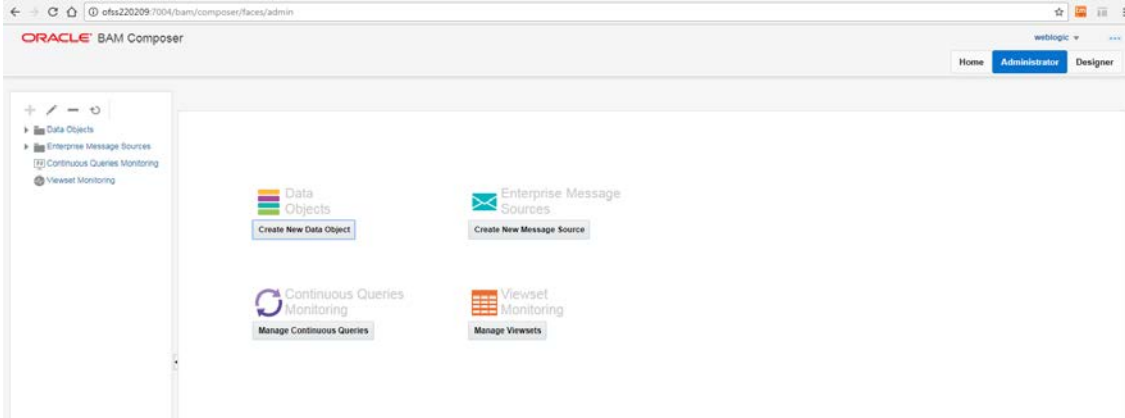 ofss220209:7004/bam/composer/faces/admin
ORACLE® BAM Composer
weblogic
Home Administrator Designer
Data Objects
Enterprise Message Sources
Continuous Queries Monitoring
Viewset Monitoring
Data
Objects
Create New Data Object
Enterprise Message
Sources
Create New Message Source
Continuous Queries
Monitoring
Manage Continuous Queries
Viewset
Monitoring
Manage Viewsets